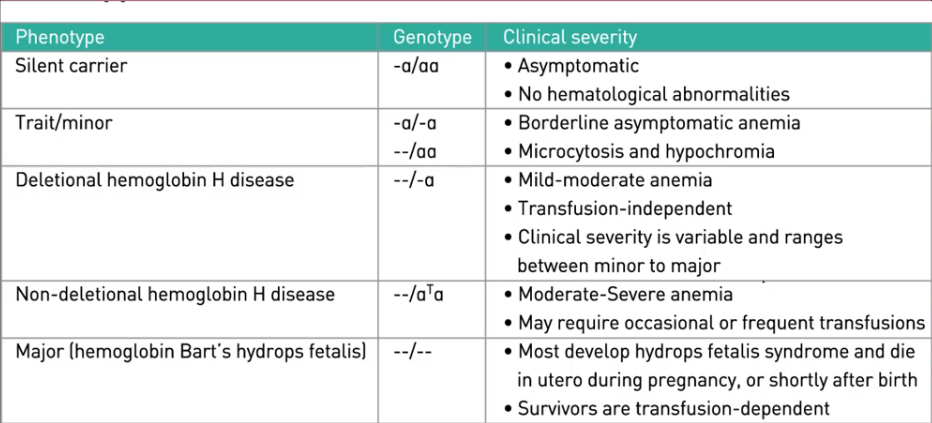 Phenotype Genotype Clinical severity
Silent carrier -α/αα • Asymptomatic
• No hematological abnormalities
Trait/minor -α/-α • Borderline asymptomatic anemia
--/αα • Microcytosis and hypochromia
Deletional hemoglobin H disease --/-α • Mild-moderate anemia
• Transfusion-independent
• Clinical severity is variable and ranges
between minor to major
Non-deletional hemoglobin H disease --/αᵀα • Moderate-Severe anemia
• May require occasional or frequent transfusions
Major (hemoglobin Bart's hydrops fetalis) --/-- • Most develop hydrops fetalis syndrome and die
in utero during pregnancy, or shortly after birth
• Survivors are transfusion-dependent